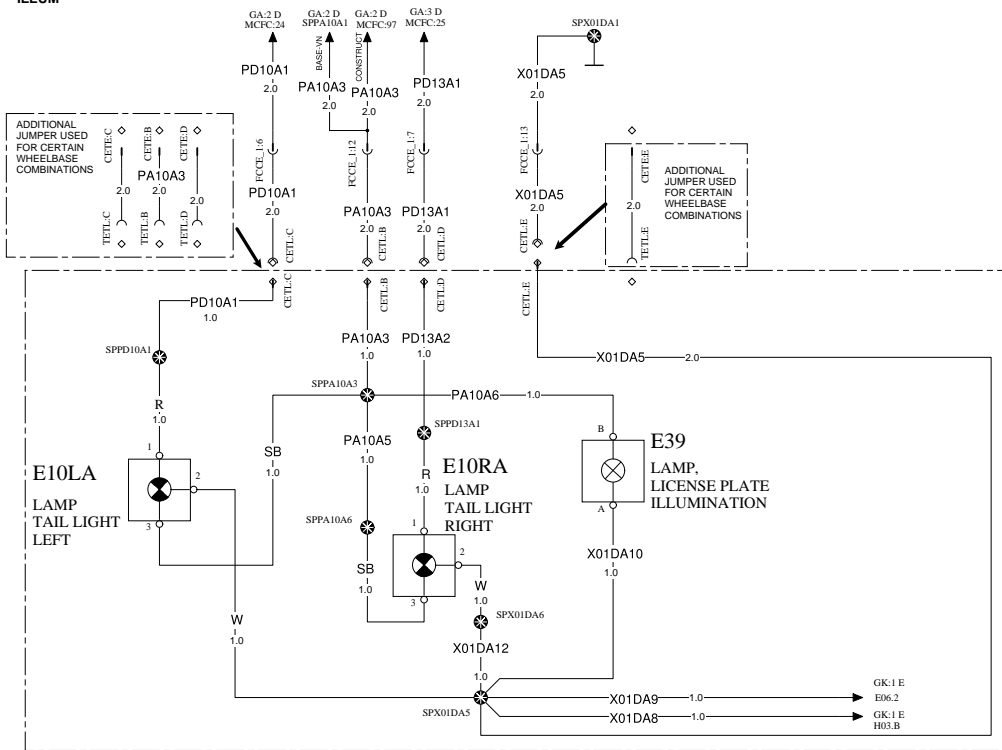 ILLUM
GA:2 D
MCFC:24
GA:2 D
SPPA10A1
GA:2 D
MCFC:97
GA:3 D
MCFC:25
SPX01DA1
BASE-VN
CONSTRUCT
PD10A1
2.0
PA10A3
2.0
PA10A3
2.0
PD13A1
2.0
X01DA5
2.0
ADDITIONAL
JUMPER USED
FOR CERTAIN
WHEELBASE
COMBINATIONS
CETE:C
CETE:B
CETE:D
2.0
PA10A3
2.0
2.0
TETL:C
TETL:B
TETL:D
FCCE_1:6
FCCE_1:12
FCCE_1:7
FCCE_1:13
PD10A1
2.0
PA10A3
2.0
PD13A1
2.0
X01DA5
2.0
CETL:C
CETL:B
CETL:D
CETL:E
CETE:E
2.0
TETL:E
ADDITIONAL
JUMPER USED
FOR CERTAIN
WHEELBASE
COMBINATIONS
CETL:C
CETL:B
CETL:D
CETL:E
PD10A1
1.0
PA10A3
1.0
PD13A2
1.0
X01DA5
2.0
SPPD10A1
SPPA10A3
PA10A6
1.0
R
1.0
SB
1.0
PA10A5
1.0
SPPD13A1
R
1.0
B
E39
LAMP,
LICENSE PLATE
ILLUMINATION
A
E10LA
LAMP
TAIL LIGHT
LEFT
1
2
3
E10RA
LAMP
TAIL LIGHT
RIGHT
SPPA10A6
1
2
3
SB
1.0
W
1.0
X01DA10
1.0
W
1.0
SPX01DA6
X01DA12
1.0
SPX01DA5
X01DA9
1.0
GK:1 E
E06.2
X01DA8
1.0
GK:1 E
H03.B